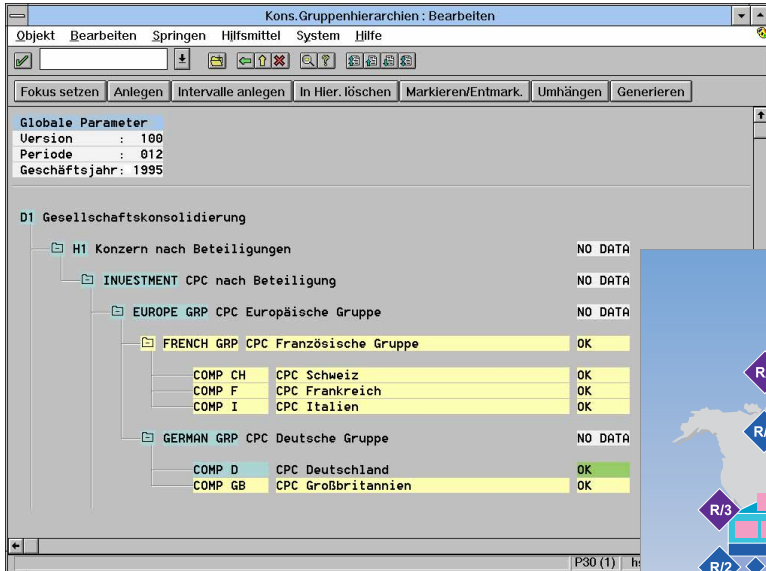 Kons.Gruppenhierarchien : Bearbeiten
Objekt Bearbeiten Springen Hilfsmittel System Hilfe
Fokus setzen Anlegen Intervalle anlegen In Hier. löschen Markieren/Entmark. Umhängen Generieren
Globale Parameter
Version : 100
Periode : 012
Geschäftsjahr: 1995
D1 Gesellschaftskonsolidierung
H1 Konzern nach Beteiligungen NO DATA
INVESTMENT CPC nach Beteiligung NO DATA
EUROPE GRP CPC Europäische Gruppe NO DATA
FRENCH GRP CPC Französische Gruppe OK
COMP CH CPC Schweiz OK
COMP F CPC Frankreich OK
COMP I CPC Italien OK
GERMAN GRP CPC Deutsche Gruppe NO DATA
COMP D CPC Deutschland OK
COMP GB CPC Großbritannien OK
R/3
R/2
P30 (1)